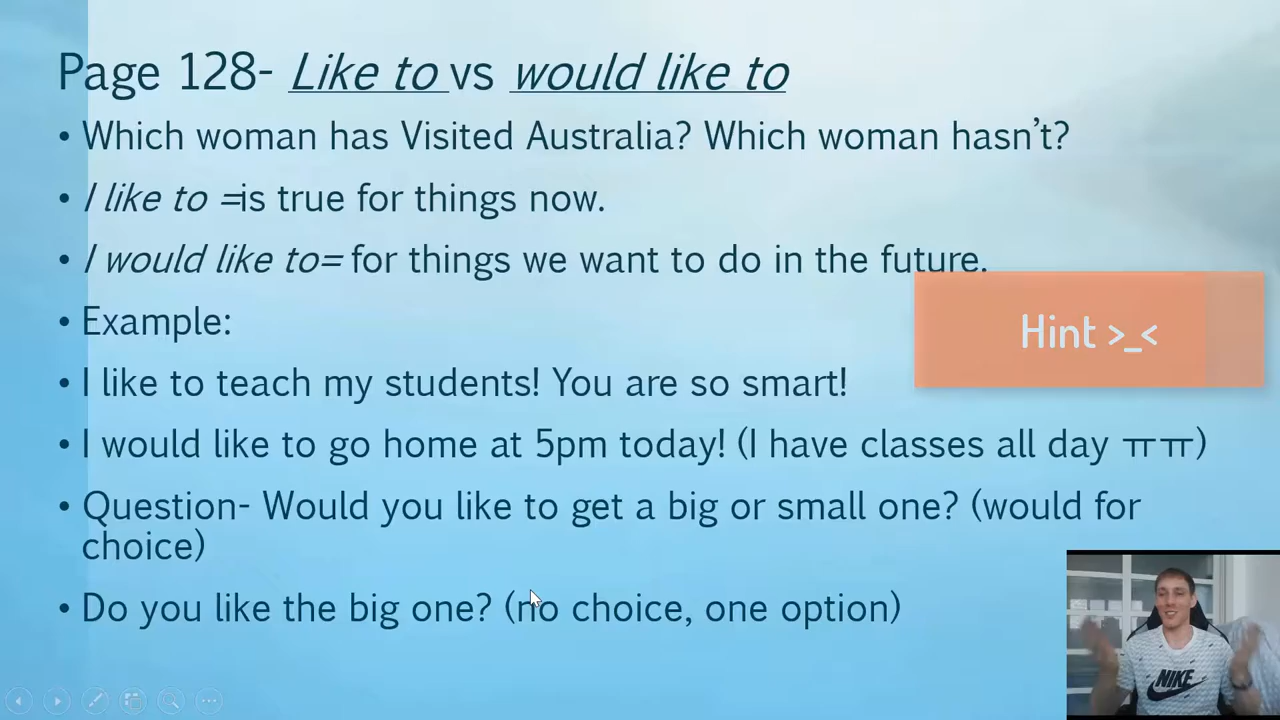 Page 128- Like to vs would like to
• Which woman has Visited Australia? Which woman hasn't?
• I like to =is true for things now.
• I would like to= for things we want to do in the future.
Hint >_<
• Example:
• I like to teach my students! You are so smart!
• I would like to go home at 5pm today! (I have classes all day ㅠㅠ)
• Question- Would you like to get a big or small one? (would for
choice)
• Do you like the big one? (no choice, one option)
NIKE